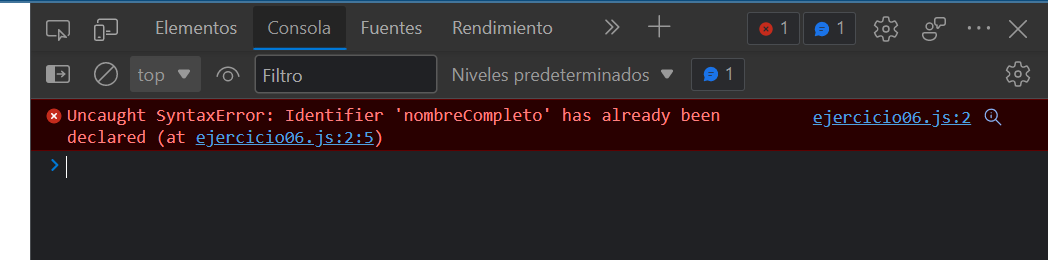 Elementos Consola Fuentes Rendimiento 1 1
top Filtro Niveles predeterminados 1
Uncaught SyntaxError: Identifier 'nombreCompleto' has already been ejercicio06.js:2
declared (at ejercicio06.js:2:5)